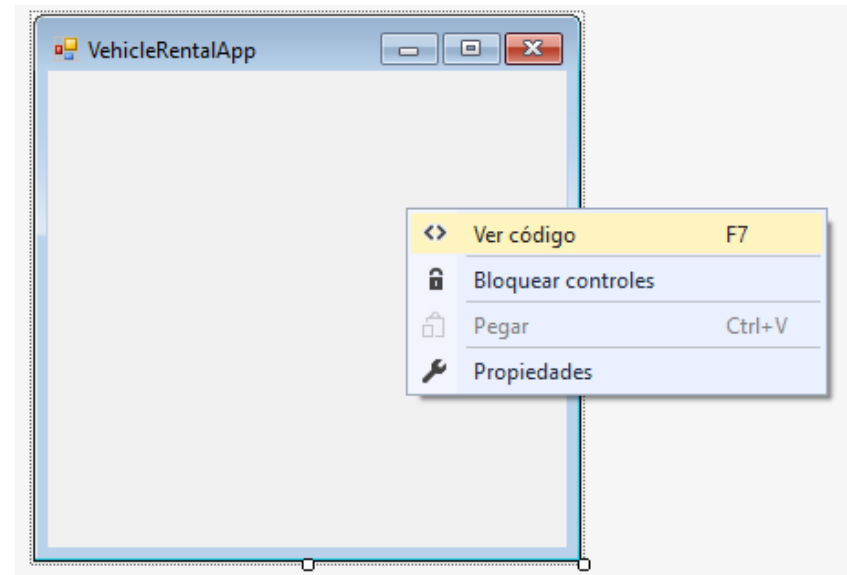 VehicleRentalApp
Ver código F7
Bloquear controles
Pegar Ctrl+V
Propiedades